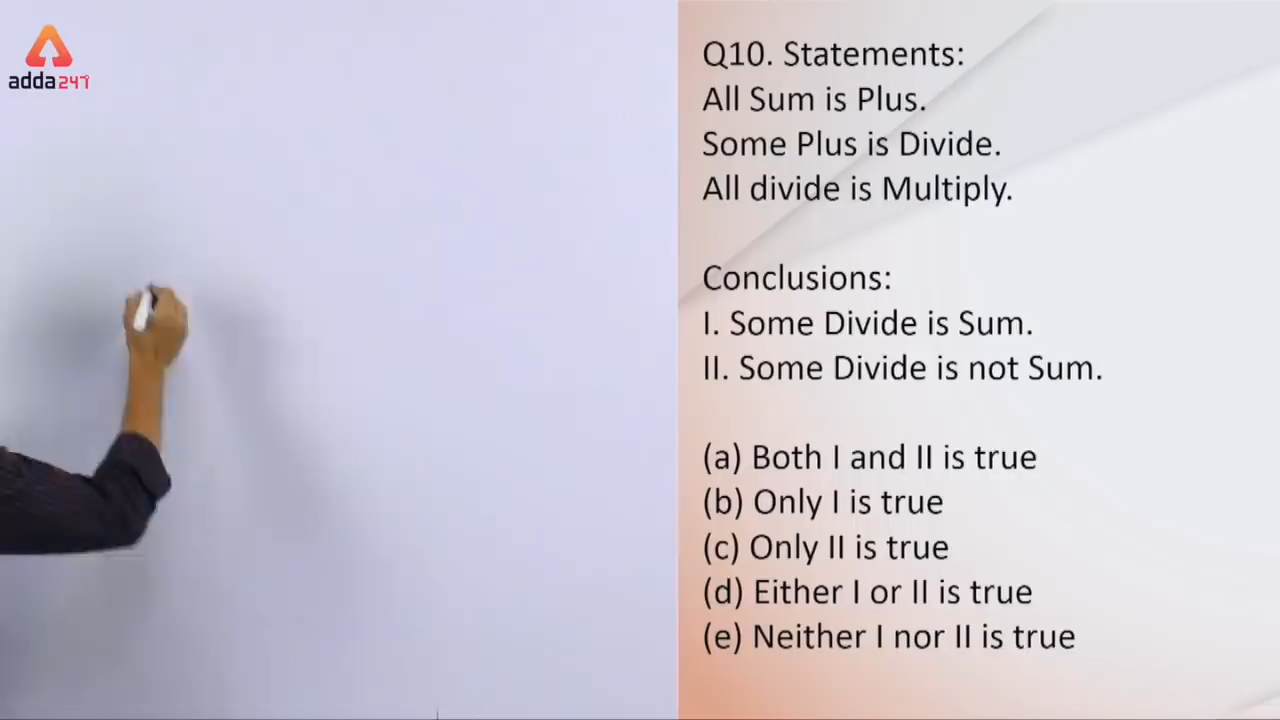 adda247
Q10. Statements:
All Sum is Plus.
Some Plus is Divide.
All divide is Multiply.
Conclusions:
I. Some Divide is Sum.
II. Some Divide is not Sum.
(a) Both I and II is true
(b) Only I is true
(c) Only II is true
(d) Either I or II is true
(e) Neither I nor II is true